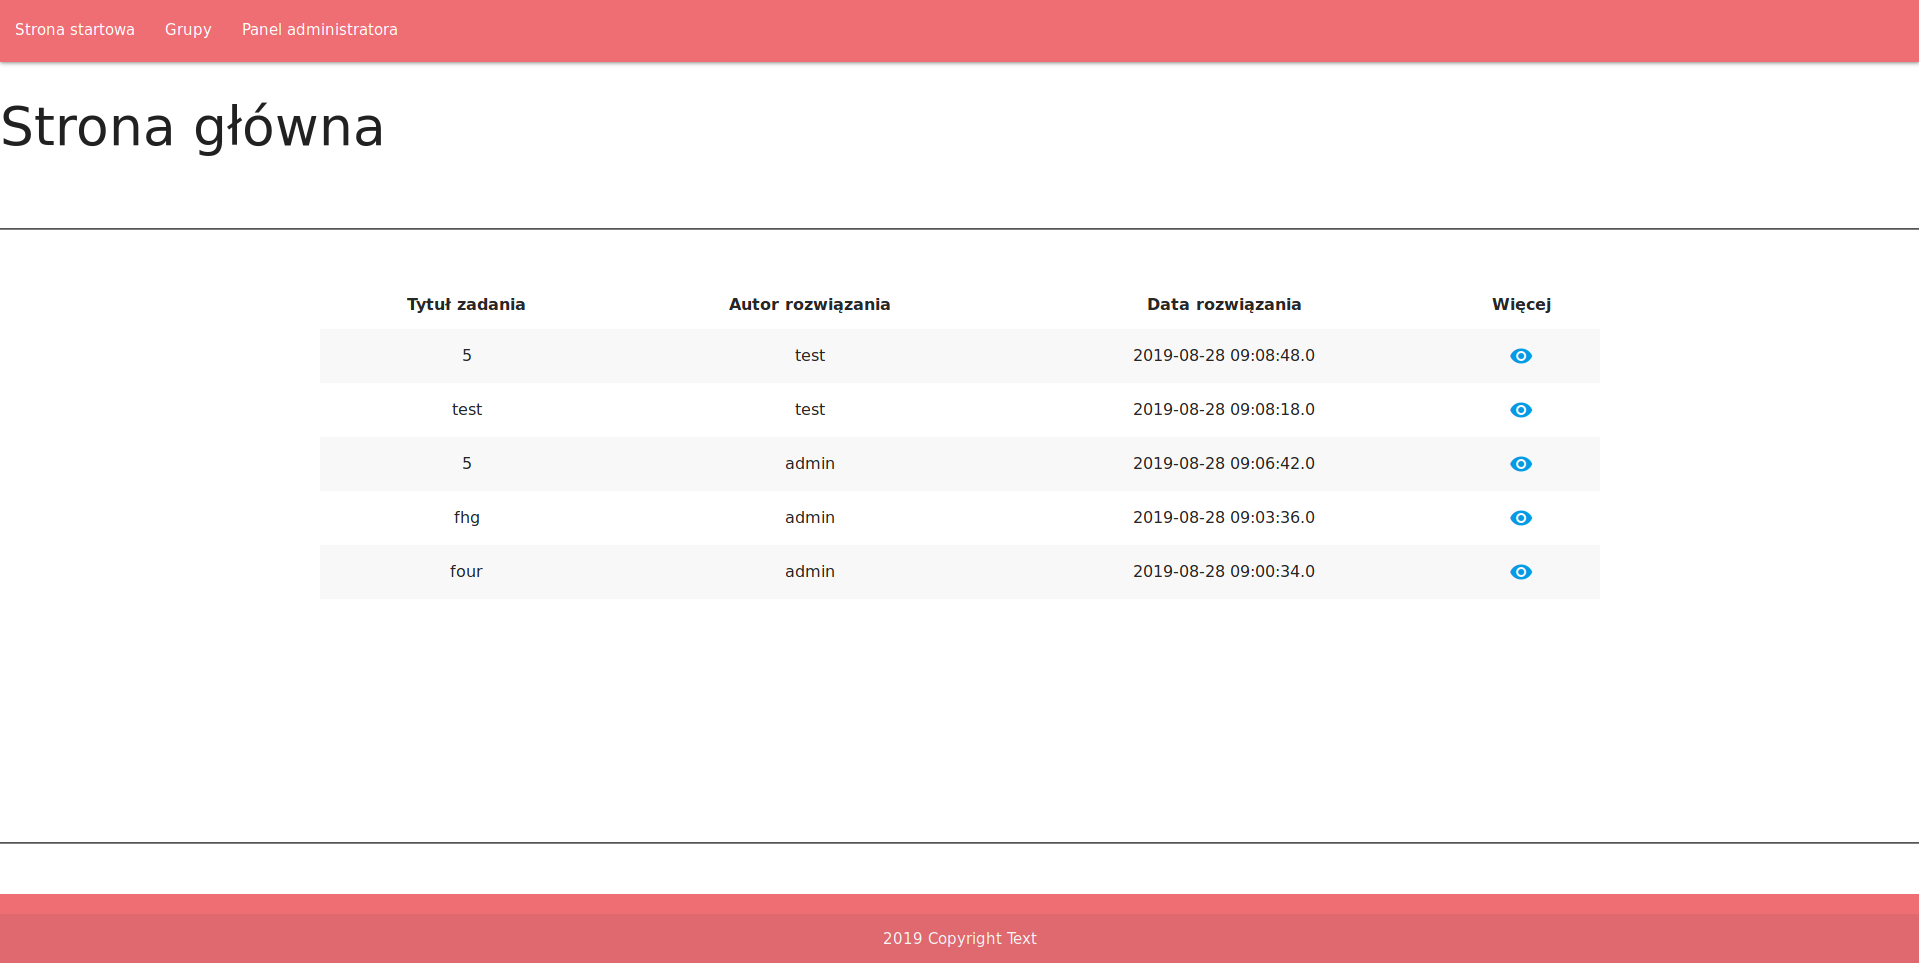 Strona startowa Grupy Panel administratora
Strona główna
Tytuł zadania Autor rozwiązania Data rozwiązania Więcej
5 test 2019-08-28 09:08:48.0
test test 2019-08-28 09:08:18.0
5 admin 2019-08-28 09:06:42.0
fhg admin 2019-08-28 09:03:36.0
four admin 2019-08-28 09:00:34.0
2019 Copyright Text